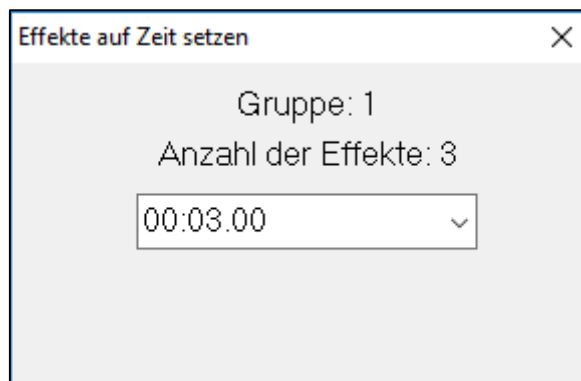 Effekte auf Zeit setzen
Gruppe: 1
Anzahl der Effekte: 3
00:03.00